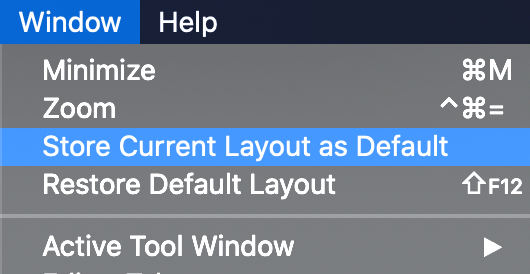 Window Help
Minimize ⌘M
Zoom ^⌘=
Store Current Layout as Default
Restore Default Layout ⇧F12
Active Tool Window ▶